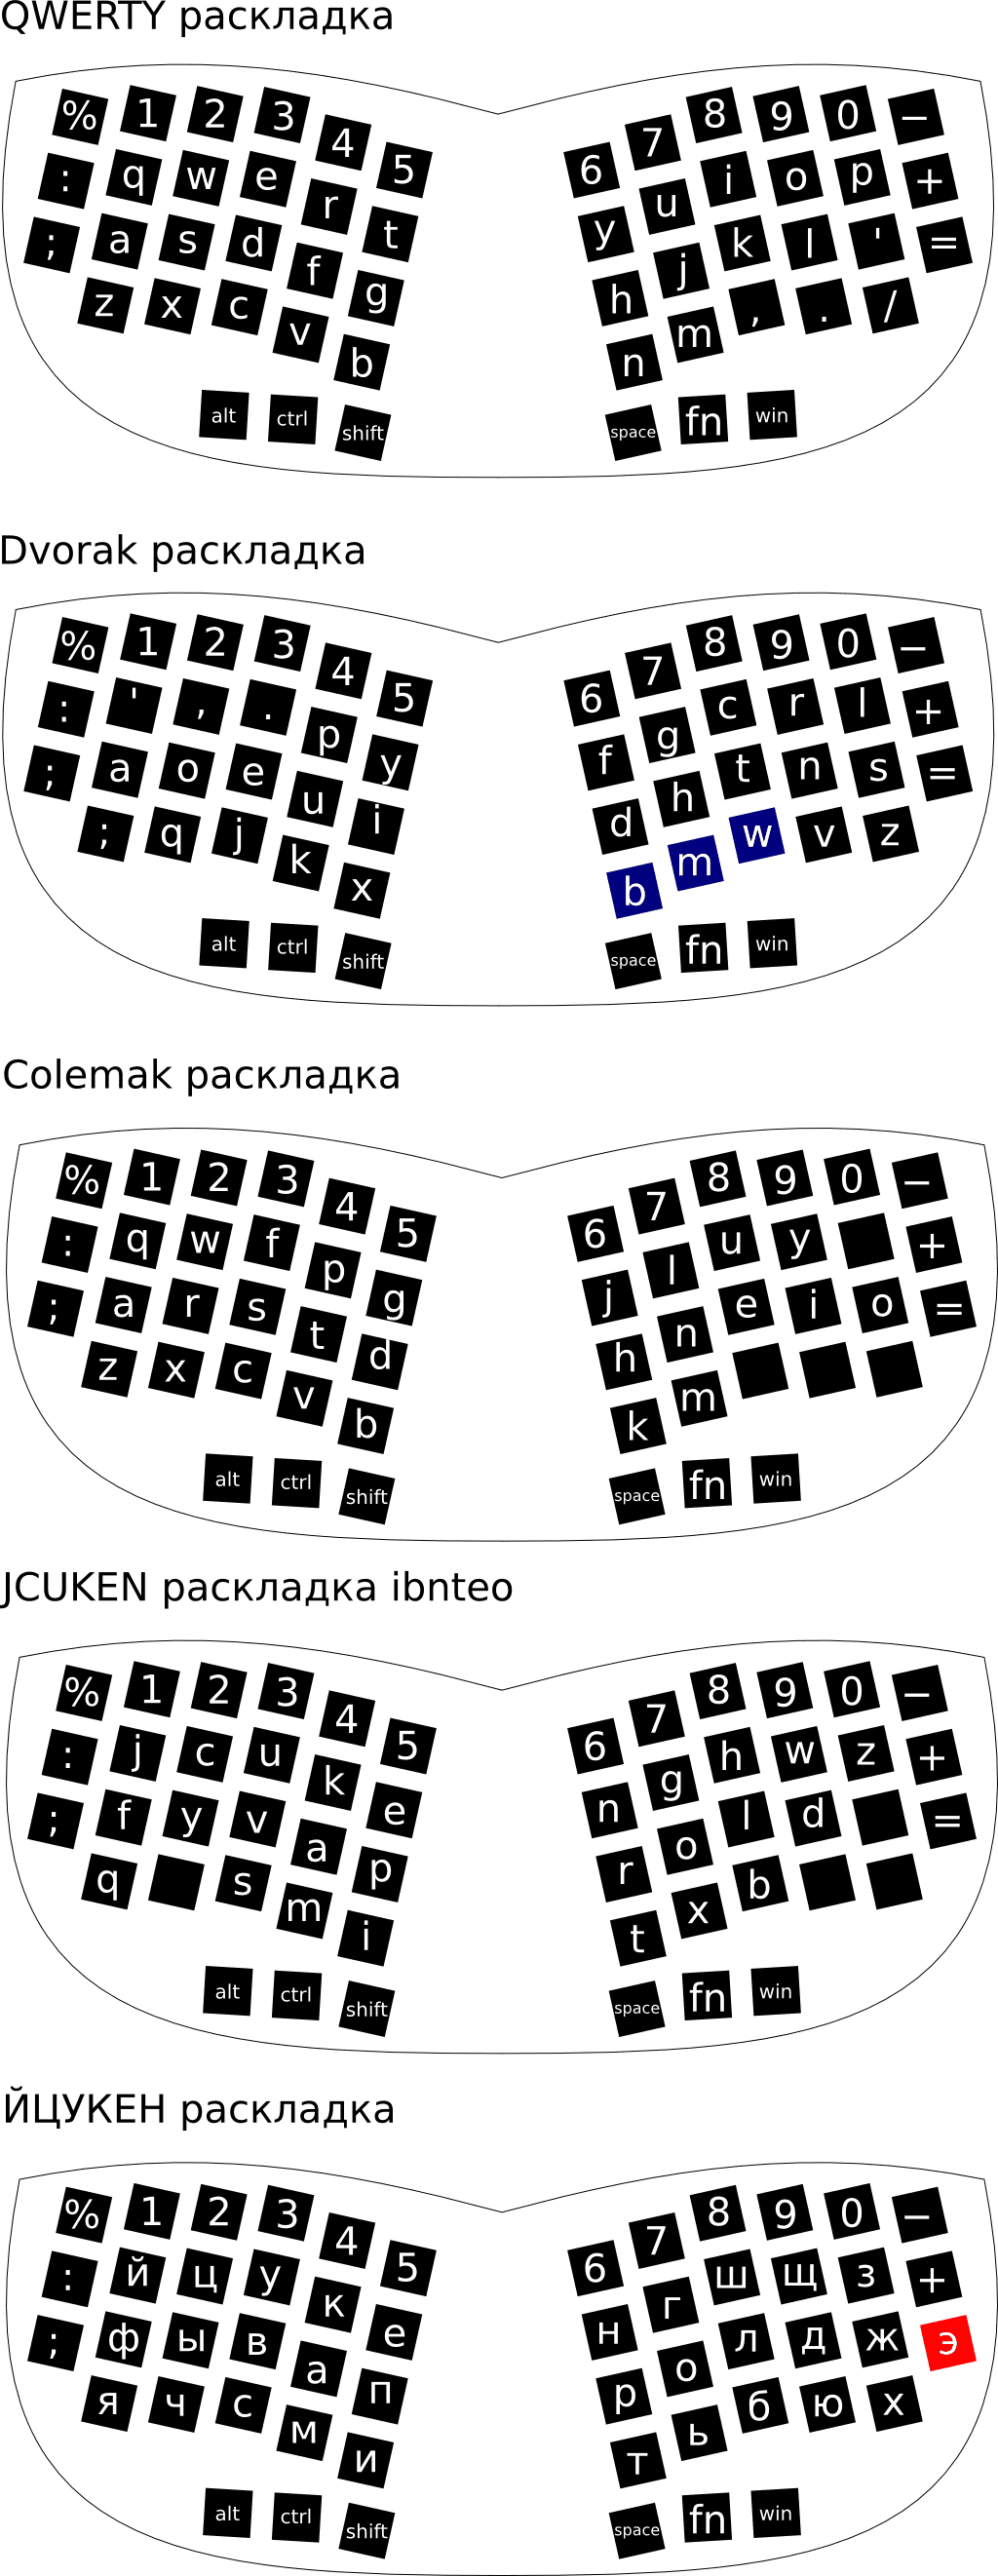 QWERTY раскладка
% 1 2 3 4 5 6 7 8 9 0 −
: q w e r t y u i o p +
; a s d f g h j k l ' =
z x c v b n m , . /
alt ctrl shift space fn win
Dvorak раскладка
% 1 2 3 4 5 6 7 8 9 0 −
: ' , . p y f g c r l +
; a o e u i d h t n s =
; q j k x b m w v z
alt ctrl shift space fn win
Colemak раскладка
% 1 2 3 4 5 6 7 8 9 0 −
: q w f p g j l u y +
; a r s t d h n e i o =
z x c v b k m
alt ctrl shift space fn win
JCUKEN раскладка ibnteo
% 1 2 3 4 5 6 7 8 9 0 −
: j c u k e n g h w z +
; f y v a p r o l d =
q s m i t x b
alt ctrl shift space fn win
ЙЦУКЕН раскладка
% 1 2 3 4 5 6 7 8 9 0 −
: й ц у к е н г ш щ з +
; ф ы в а п р о л д ж э
я ч с м и т ь б ю х
alt ctrl shift space fn win